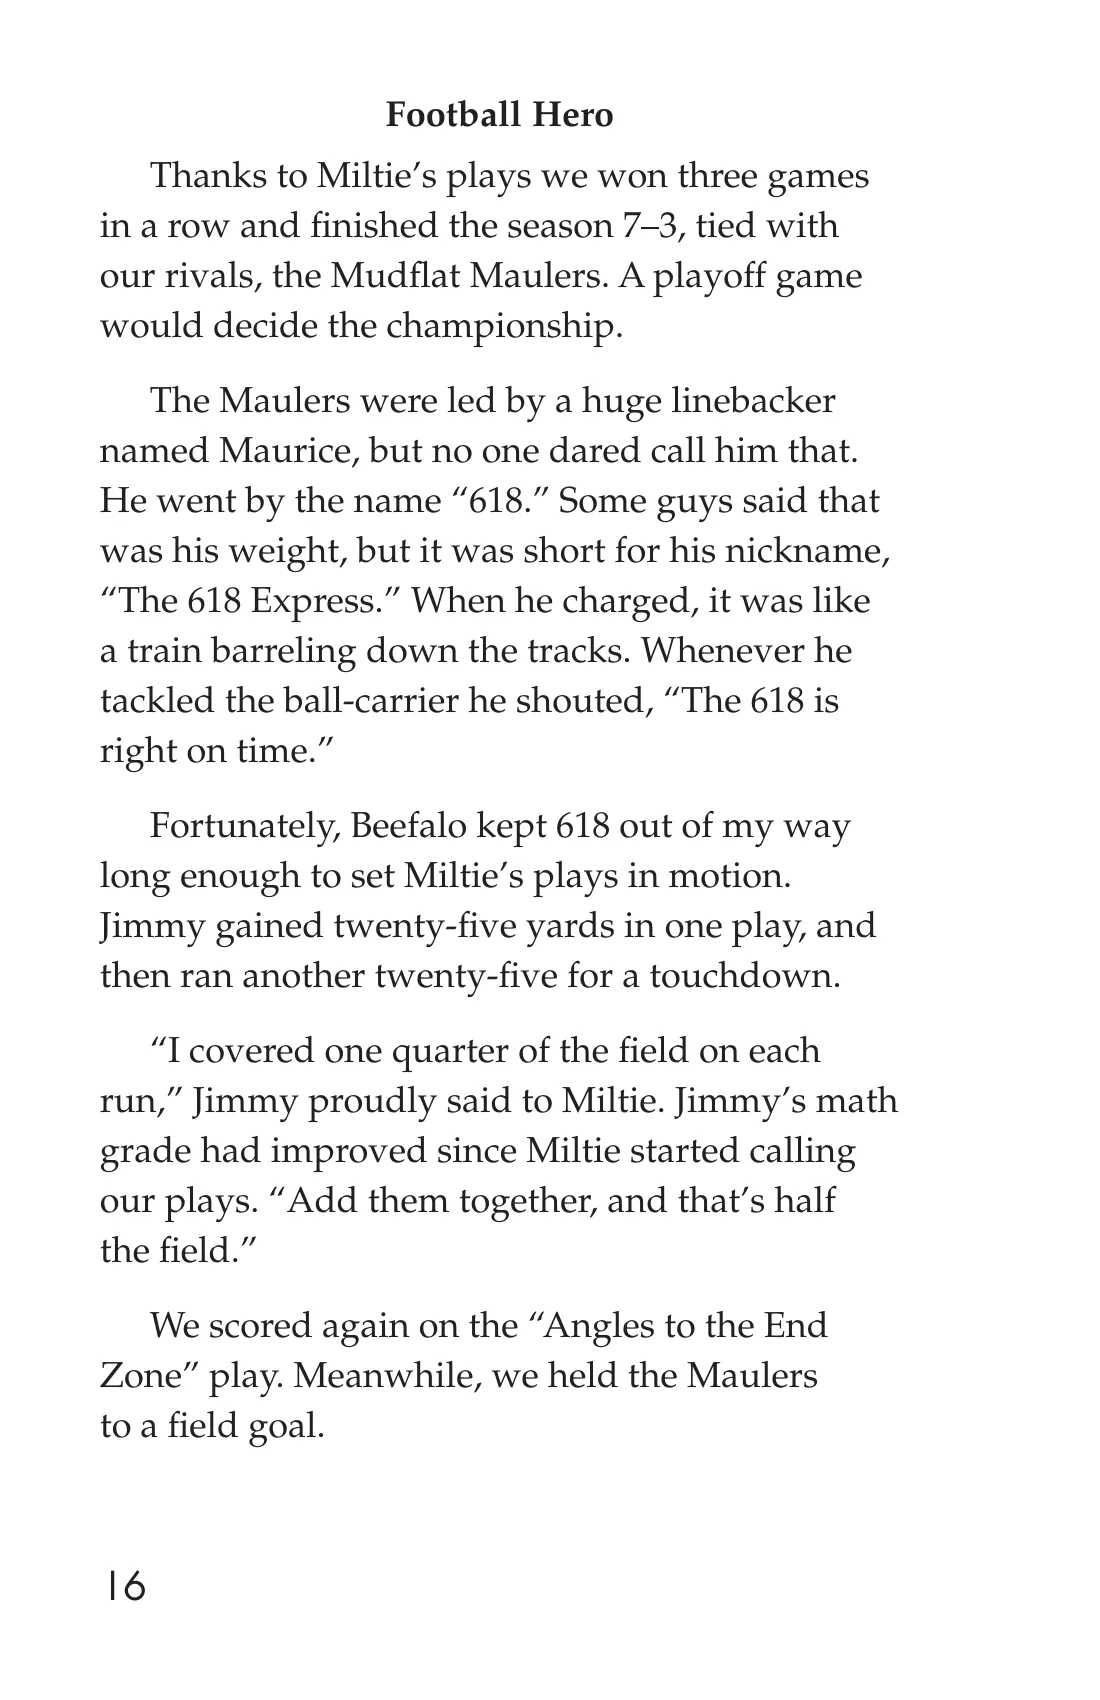 Football Hero
Thanks to Miltie’s plays we won three games
in a row and finished the season 7–3, tied with
our rivals, the Mudflat Maulers. A playoff game
would decide the championship.
The Maulers were led by a huge linebacker
named Maurice, but no one dared call him that.
He went by the name “618.” Some guys said that
was his weight, but it was short for his nickname,
“The 618 Express.” When he charged, it was like
a train barreling down the tracks. Whenever he
tackled the ball-carrier he shouted, “The 618 is
right on time.”
Fortunately, Beefalo kept 618 out of my way
long enough to set Miltie’s plays in motion.
Jimmy gained twenty-five yards in one play, and
then ran another twenty-five for a touchdown.
“I covered one quarter of the field on each
run,” Jimmy proudly said to Miltie. Jimmy’s math
grade had improved since Miltie started calling
our plays. “Add them together, and that’s half
the field.”
We scored again on the “Angles to the End
Zone” play. Meanwhile, we held the Maulers
to a field goal.
16